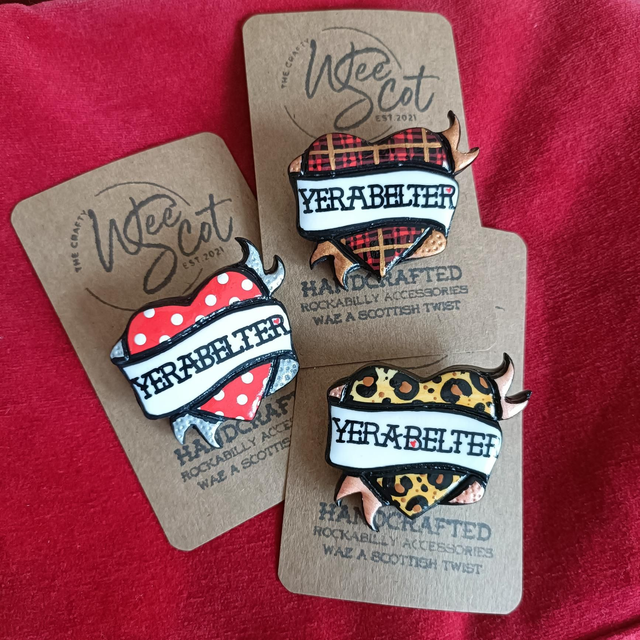 THE CRAFTY
Wee
Scot
EST 2021
YERABELTER
HANDCRAFTED
ROCKABILLY ACCESSORIES
WAE A SCOTTISH TWIST
THE CRAFTY
Wee
Scot
EST 2021
YERABELTER
HANDCRAFTED
ROCKABILLY ACCESSORIES
WAE A SCOTTISH
YERABELTER
HANDCRAFTED
ROCKABILLY ACCESSORIES
WAE A SCOTTISH TWIST